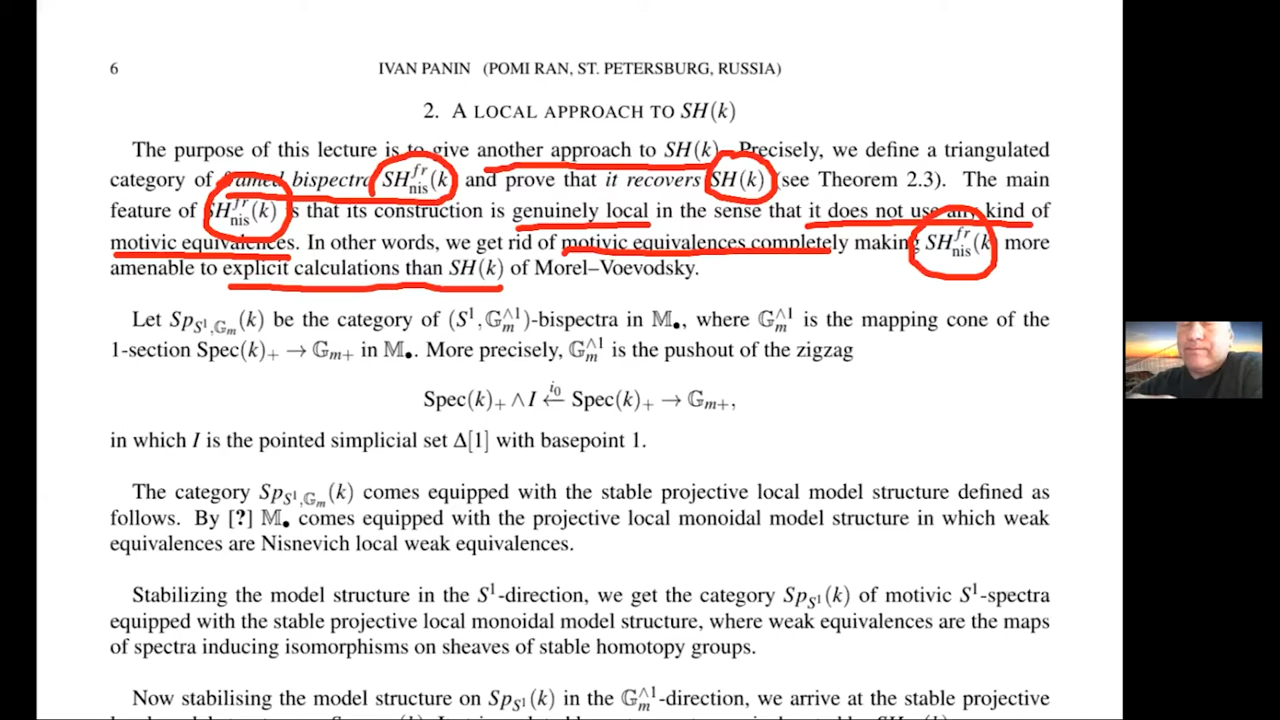 6 IVAN PANIN (POMI RAN, ST. PETERSBURG, RUSSIA)
2. A LOCAL APPROACH TO SH(k)
The purpose of this lecture is to give another approach to SH(k). Precisely, we define a triangulated
category of framed bispectra SH^{fr}_{nis}(k) and prove that it recovers SH(k) (see Theorem 2.3). The main
feature of SH^{fr}_{nis}(k) is that its construction is genuinely local in the sense that it does not use any kind of
motivic equivalences. In other words, we get rid of motivic equivalences completely making SH^{fr}_{nis}(k) more
amenable to explicit calculations than SH(k) of Morel–Voevodsky.
Let Sp_{S^1,𝔾_m}(k) be the category of (S^1, 𝔾_m^{∧1})-bispectra in 𝕄_•, where 𝔾_m^{∧1} is the mapping cone of the
1-section Spec(k)_+ → 𝔾_{m+} in 𝕄_•. More precisely, 𝔾_m^{∧1} is the pushout of the zigzag
Spec(k)_+ ∧ I ←^{i_0} Spec(k)_+ → 𝔾_{m+},
in which I is the pointed simplicial set Δ[1] with basepoint 1.
The category Sp_{S^1,𝔾_m}(k) comes equipped with the stable projective local model structure defined as
follows. By [?] 𝕄_• comes equipped with the projective local monoidal model structure in which weak
equivalences are Nisnevich local weak equivalences.
Stabilizing the model structure in the S^1-direction, we get the category Sp_{S^1}(k) of motivic S^1-spectra
equipped with the stable projective local monoidal model structure, where weak equivalences are the maps
of spectra inducing isomorphisms on sheaves of stable homotopy groups.
Now stabilising the model structure on Sp_{S^1}(k) in the 𝔾_m^{∧1}-direction, we arrive at the stable projective